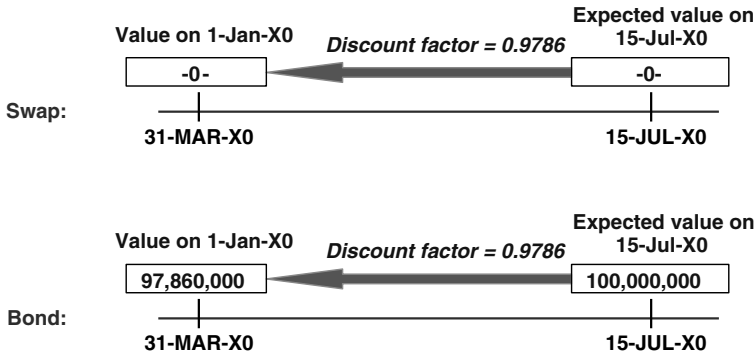 Expected value on
15-Jul-X0
Value on 1-Jan-X0
Discount factor = 0.9786
-0-
-0-
Swap:
31-MAR-X0
15-JUL-X0
Expected value on
15-Jul-X0
Value on 1-Jan-X0
Discount factor = 0.9786
97,860,000
100,000,000
Bond:
31-MAR-X0
15-JUL-X0